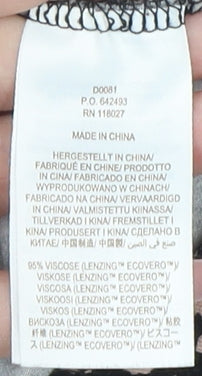 D0081
P.O. 642493
RN 118027
MADE IN CHINA
HERGESTELLT IN CHINA/
FABRIQUÉ EN CHINE/ PRODOTTO
IN CINA/ FABRICADO EN CHINA/
WYPRODUKOWANO W CHINACH/
FABRICADO NA CHINA/ VERVAARDIGD
IN CHINA/ VALMISTETTU KIINASSA/
TILLVERKAD I KINA/ FREMSTILLET I
KINA/ PRODUSERT I KINA/ СДЕЛАНО В
КИТАЕ/ 中国制造/ 中国製/ صنع في الصين/
95% VISCOSE (LENZING™ ECOVERO™)/
VISKOSE (LENZING™ ECOVERO™)/
VISCOSA (LENZING™ ECOVERO™)/
VISKOOSI (LENZING™ ECOVERO™)/
VISKOS (LENZING™ ECOVERO™)/
ВИСКОЗА (LENZING™ ECOVERO™)/ 粘胶
纤维 (LENZING™ ECOVERO™)/ ビスコー
ス (LENZING™ ECOVERO™)/